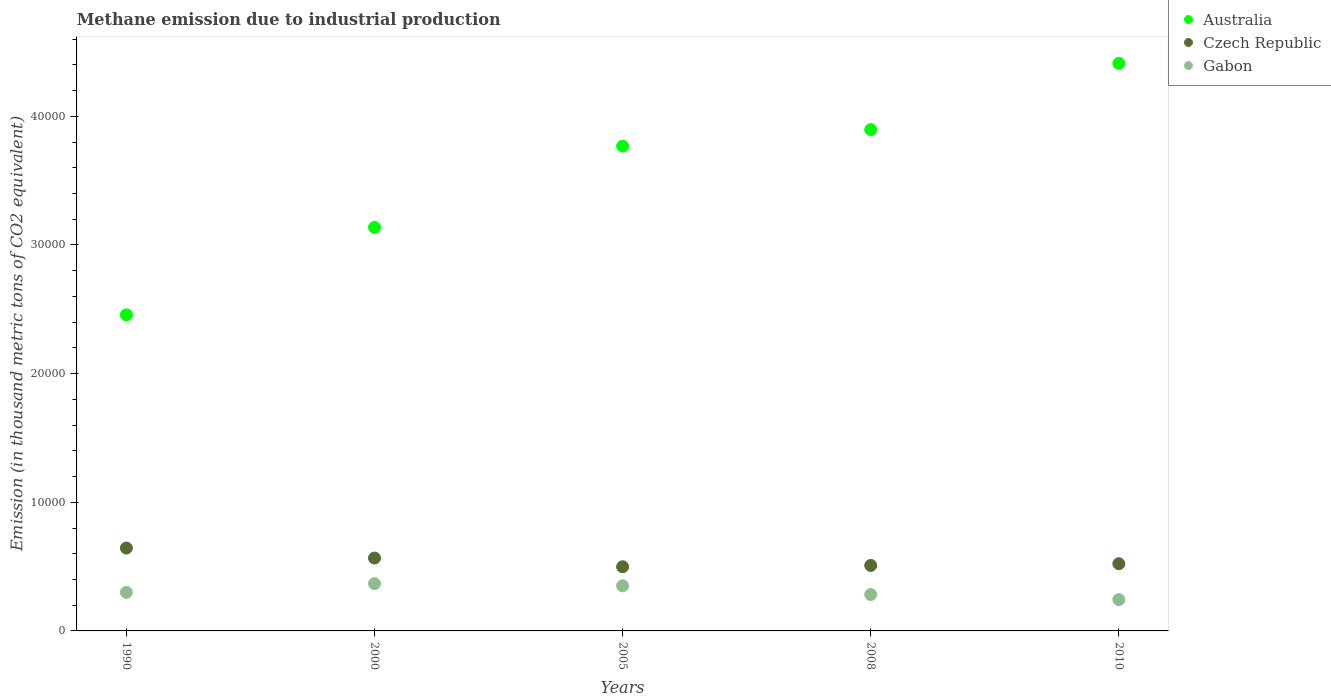 Methane emission due to industrial production
Australia
Czech Republic
Gabon
Emission (in thousand metric tons of CO2 equivalent)
40000
30000
20000
10000
0
1990
2000
2005
2008
2010
Years